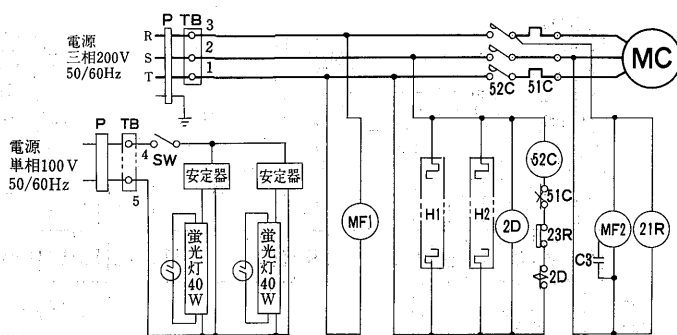 P TB
電源
三相200V
50/60Hz
R 3
S 2
T 1
52C 51C
MC
電源
単相100V
50/60Hz
P TB
4 SW
5
安定器 安定器
蛍光灯40W
蛍光灯40W
MF1
H1
H2
2D
52C
51C
23R
2D
C3
MF2
21R